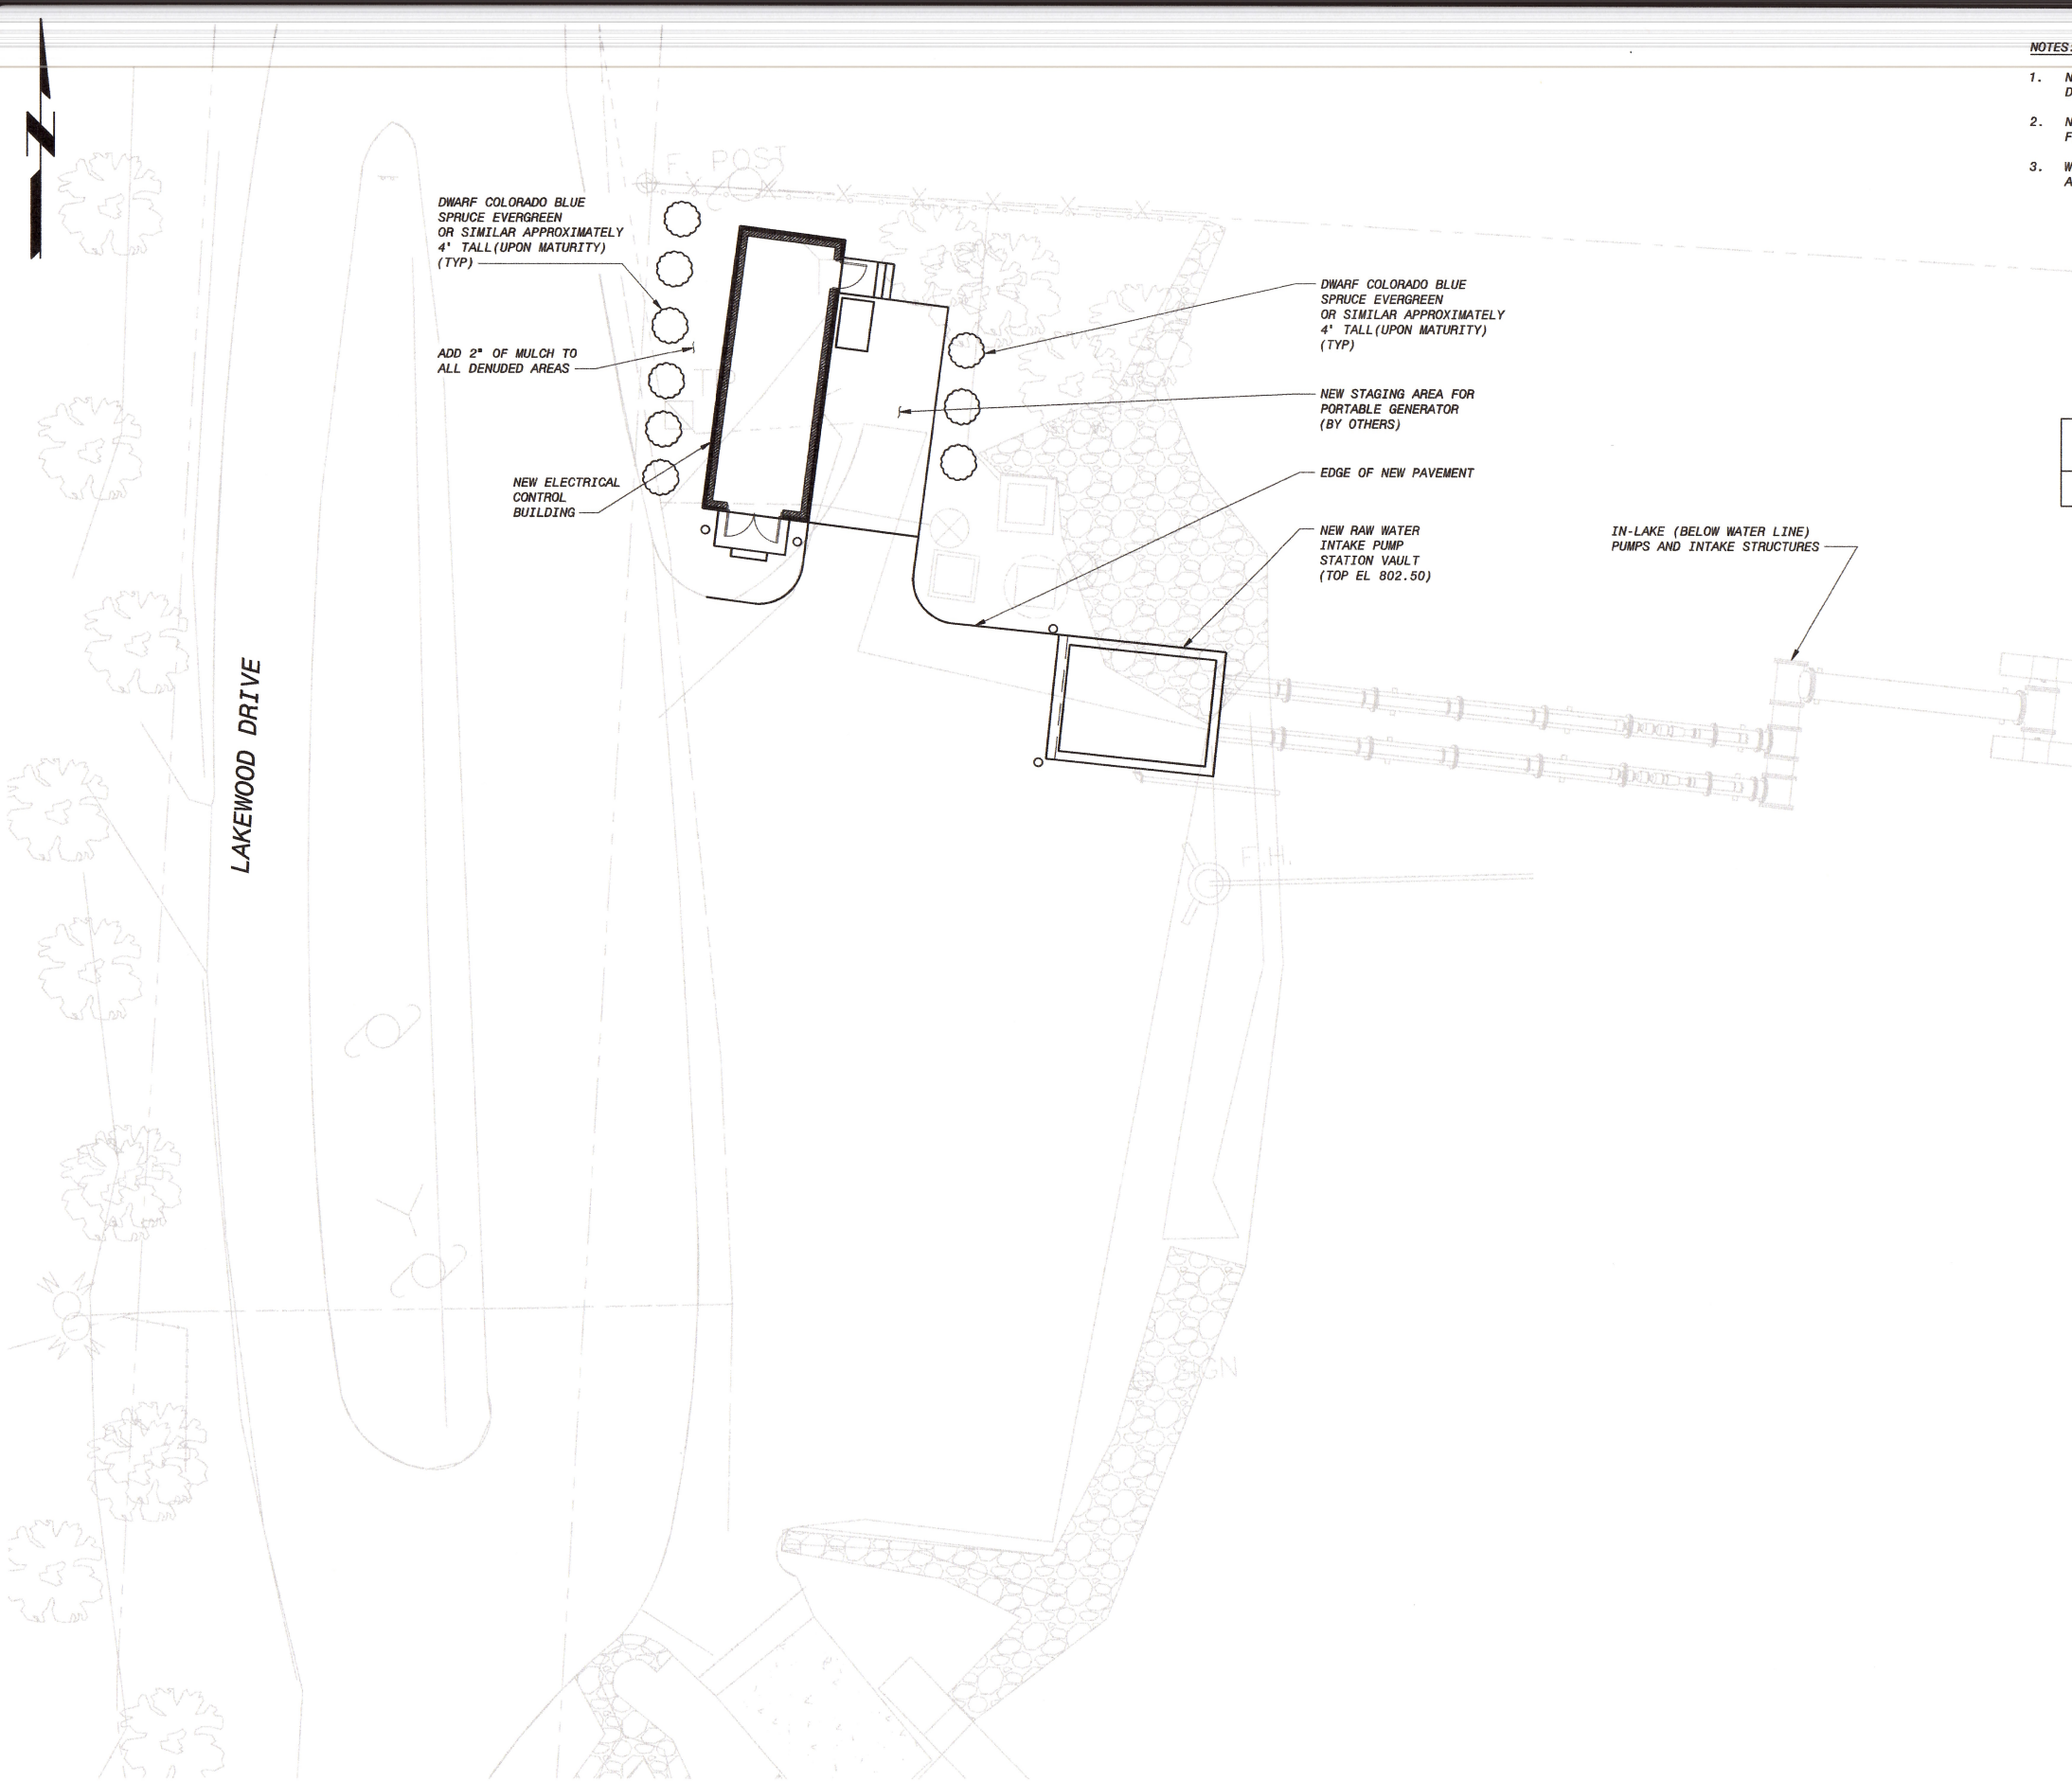 NOTES:
1. N
D
2. N
F
3. W
A
N
F. POST
DWARF COLORADO BLUE
SPRUCE EVERGREEN
OR SIMILAR APPROXIMATELY
4' TALL(UPON MATURITY)
(TYP)
ADD 2" OF MULCH TO
ALL DENUDED AREAS
NEW ELECTRICAL
CONTROL
BUILDING
DWARF COLORADO BLUE
SPRUCE EVERGREEN
OR SIMILAR APPROXIMATELY
4' TALL(UPON MATURITY)
(TYP)
NEW STAGING AREA FOR
PORTABLE GENERATOR
(BY OTHERS)
EDGE OF NEW PAVEMENT
NEW RAW WATER
INTAKE PUMP
STATION VAULT
(TOP EL 802.50)
IN-LAKE (BELOW WATER LINE)
PUMPS AND INTAKE STRUCTURES
LAKEWOOD DRIVE
F.H.